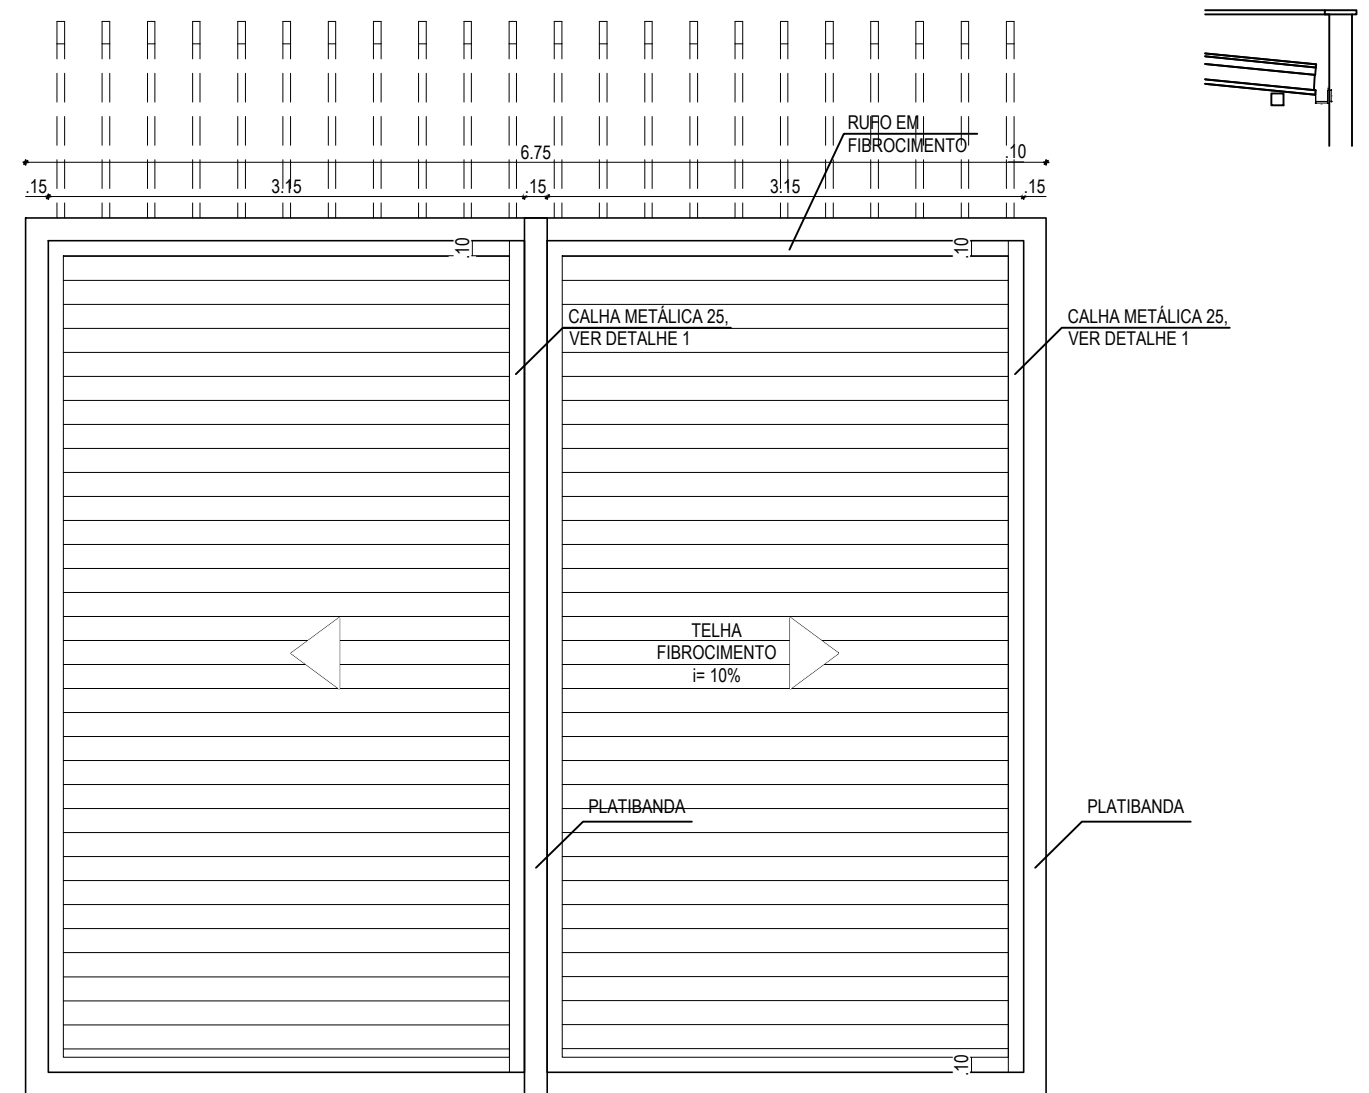 RUFO EM
FIBROCIMENTO
6.75
.10
.15
3.15
.15
3.15
.15
.10
.10
CALHA METÁLICA 25,
VER DETALHE 1
CALHA METÁLICA 25,
VER DETALHE 1
TELHA
FIBROCIMENTO
i= 10%
PLATIBANDA
PLATIBANDA
.10